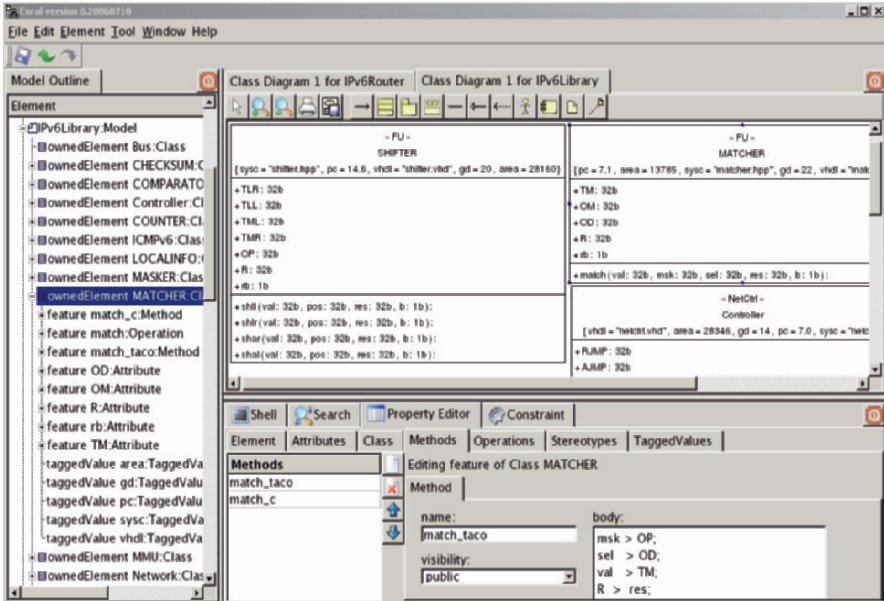 Coral version 0.20060710
File Edit Element Tool Window Help
Model Outline
Element
IPv6Library:Model
ownedElement Bus:Class
ownedElement CHECKSUM:C
ownedElement COMPARATO
ownedElement Controller:Cl
ownedElement COUNTER:Cl
ownedElement ICMPv6:Clas
ownedElement LOCALINFO:
ownedElement MASKER:Clas
ownedElement MATCHER:Cl
feature match_c:Method
feature match:Operation
feature match_taco:Method
feature OD:Attribute
feature OM:Attribute
feature R:Attribute
feature rb:Attribute
feature TM:Attribute
taggedValue area:TaggedVa
taggedValue gd:TaggedValu
taggedValue pc:TaggedValu
taggedValue sysc:TaggedVa
taggedValue vhdl:TaggedVa
ownedElement MMU:Class
ownedElement Network:Clas
Class Diagram 1 for IPv6Router Class Diagram 1 for IPv6Library
« FU »
SHIFTER
{sysc = "shifter.hpp", pc = 14.6, vhdl = "shifter.vhd", gd = 20, area = 28160}
+TLR: 32b
+TLL: 32b
+TML: 32b
+TMR: 32b
+OP: 32b
+R: 32b
+rb: 1b
+shll(val: 32b, pos: 32b, res: 32b, b: 1b):
+shlr(val: 32b, pos: 32b, res: 32b, b: 1b):
+shar(val: 32b, pos: 32b, res: 32b, b: 1b):
+shal(val: 32b, pos: 32b, res: 32b, b: 1b):
« FU »
MATCHER
{pc = 7.1, area = 13785, sysc = "matcher.hpp", gd = 22, vhdl = "mat
+TM: 32b
+OM: 32b
+OD: 32b
+R: 32b
+rb: 1b
+match(val: 32b, msk: 32b, sel: 32b, res: 32b, b: 1b):
« NetCtrl »
Controller
{vhdl = "netctrl.vhd", area = 28346, gd = 14, pc = 7.0, sysc = "netc
+RJMP: 32b
+AJMP: 32b
Shell Search Property Editor Constraint
Element Attributes Class Methods Operations Stereotypes TaggedValues
Methods
match_taco
match_c
Editing feature of Class MATCHER
Method
name:
match_taco
visibility:
public
body:
msk > OP;
sel > OD;
val > TM;
R > res;